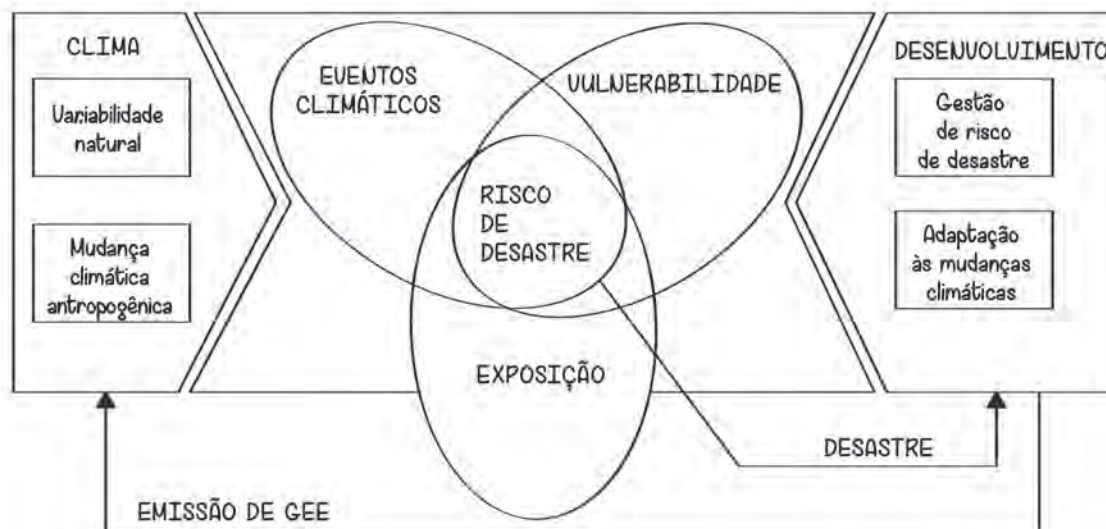 CLIMA
Variabilidade
natural
Mudança
climática
antropogênica
EVENTOS
CLIMÁTICOS
VULNERABILIDADE
RISCO
DE
DESASTRE
EXPOSIÇÃO
DESENVOLVIMENTO
Gestão
de risco
de desastre
Adaptação
às mudanças
climáticas
DESASTRE
EMISSÃO DE GEE